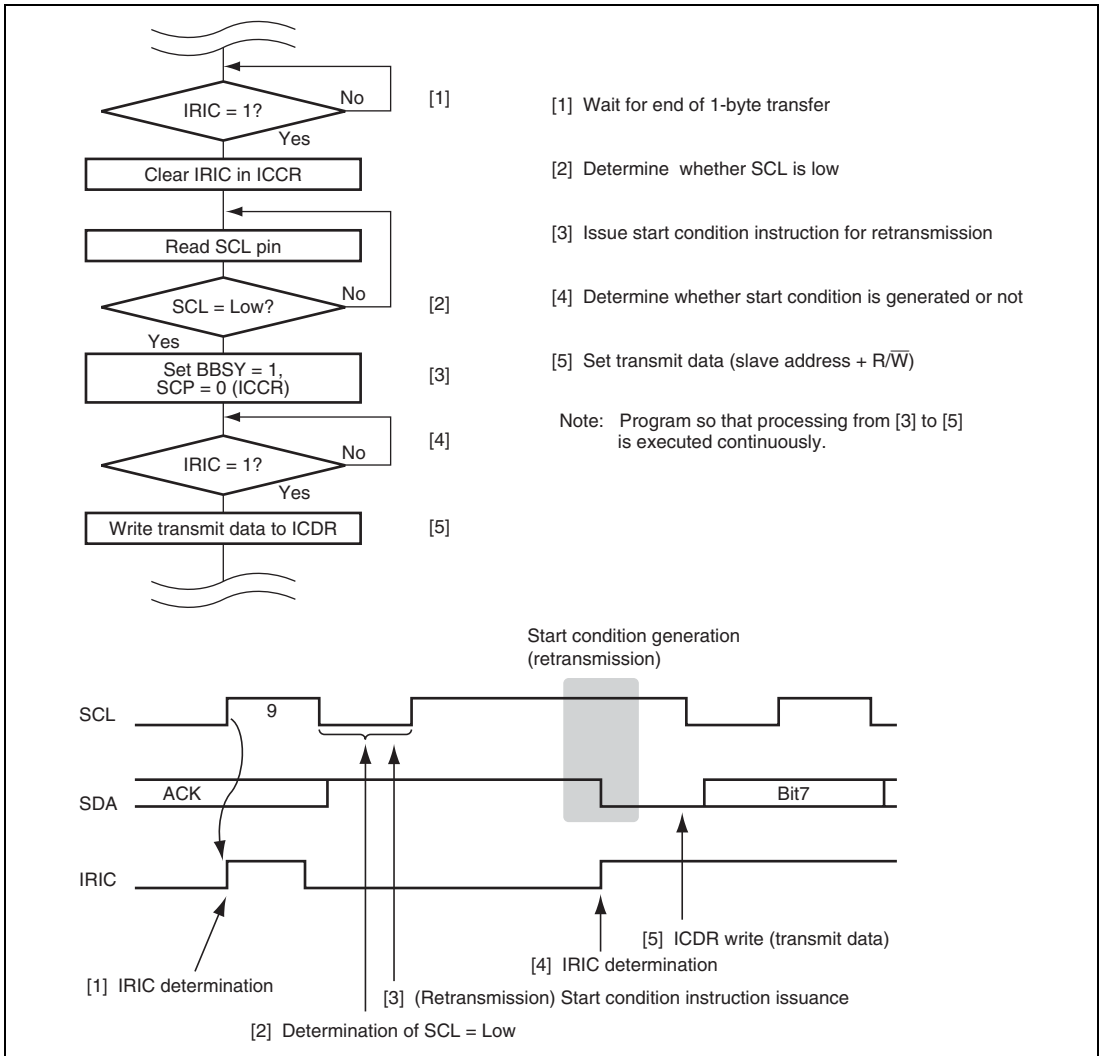 IRIC = 1?
No
[1]
Yes
Clear IRIC in ICCR
Read SCL pin
SCL = Low?
No
[2]
Yes
Set BBSY = 1,
SCP = 0 (ICCR)
[3]
[4]
IRIC = 1?
No
Yes
Write transmit data to ICDR
[5]
[1] Wait for end of 1-byte transfer
[2] Determine whether SCL is low
[3] Issue start condition instruction for retransmission
[4] Determine whether start condition is generated or not
[5] Set transmit data (slave address + R/W̅)
Note: Program so that processing from [3] to [5]
is executed continuously.
Start condition generation
(retransmission)
SCL
9
SDA
ACK
Bit7
IRIC
[5] ICDR write (transmit data)
[4] IRIC determination
[1] IRIC determination
[3] (Retransmission) Start condition instruction issuance
[2] Determination of SCL = Low